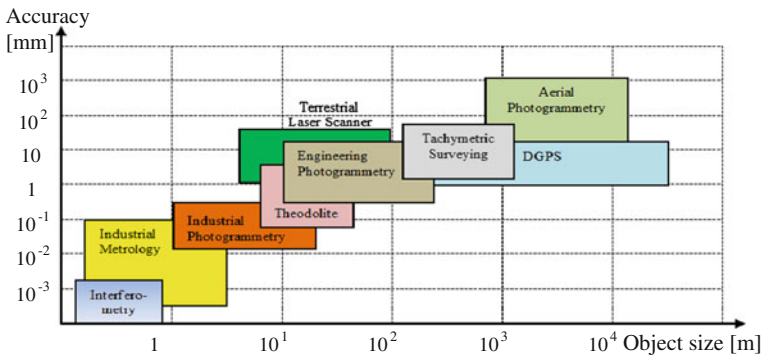 Accuracy
[mm]
10³
10²
10
1
10⁻¹
10⁻²
10⁻³
Aerial
Photogrammetry
Terrestrial
Laser Scanner
Tachymetric
Surveying
DGPS
Engineering
Photogrammetry
Theodolite
Industrial
Photogrammetry
Industrial
Metrology
Interfero-
ometry
1 10¹ 10² 10³ 10⁴ Object size [m]